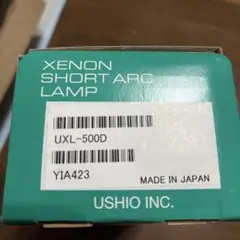 XENON
SHORT ARC
LAMP
UXL-500D
YIA423
MADE IN JAPAN
USHIO INC.